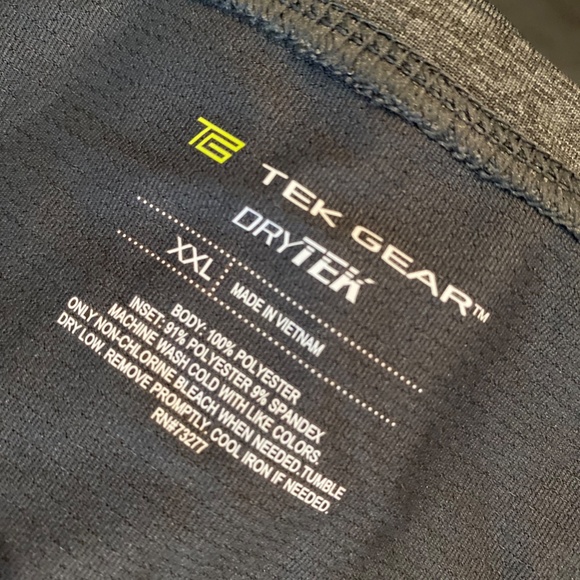 TG TEK GEAR™
DRYTEK
XXL MADE IN VIETNAM
BODY: 100% POLYESTER
INSET: 91% POLYESTER 9% SPANDEX
MACHINE WASH COLD WITH LIKE COLORS.
ONLY NON-CHLORINE BLEACH WHEN NEEDED. TUMBLE
DRY LOW. REMOVE PROMPTLY. COOL IRON IF NEEDED.
RN#73277